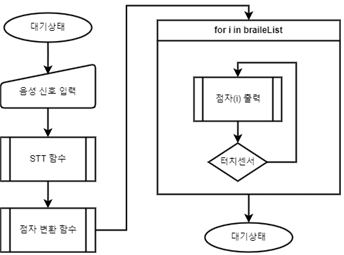 대기상태
음성 신호 입력
STT 함수
점자 변환 함수
for i in braileList
점자(i) 출력
터치센서
대기상태